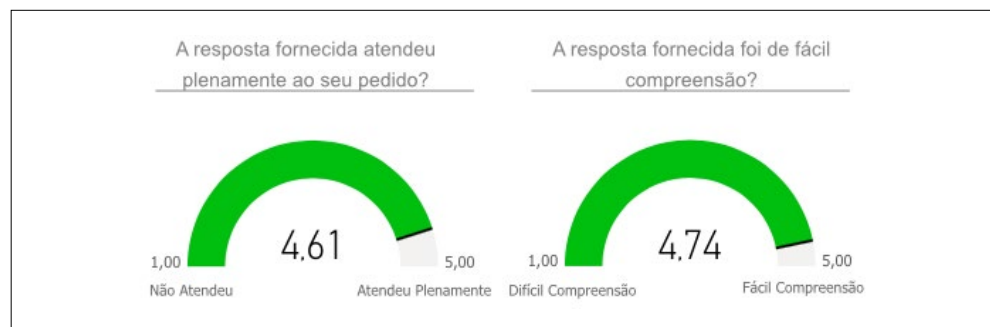 A resposta fornecida atendeu
plenamente ao seu pedido?
4,61
1,00
5,00
Não Atendeu
Atendeu Plenamente
A resposta fornecida foi de fácil
compreensão?
4,74
1,00
5,00
Difícil Compreensão
Fácil Compreensão